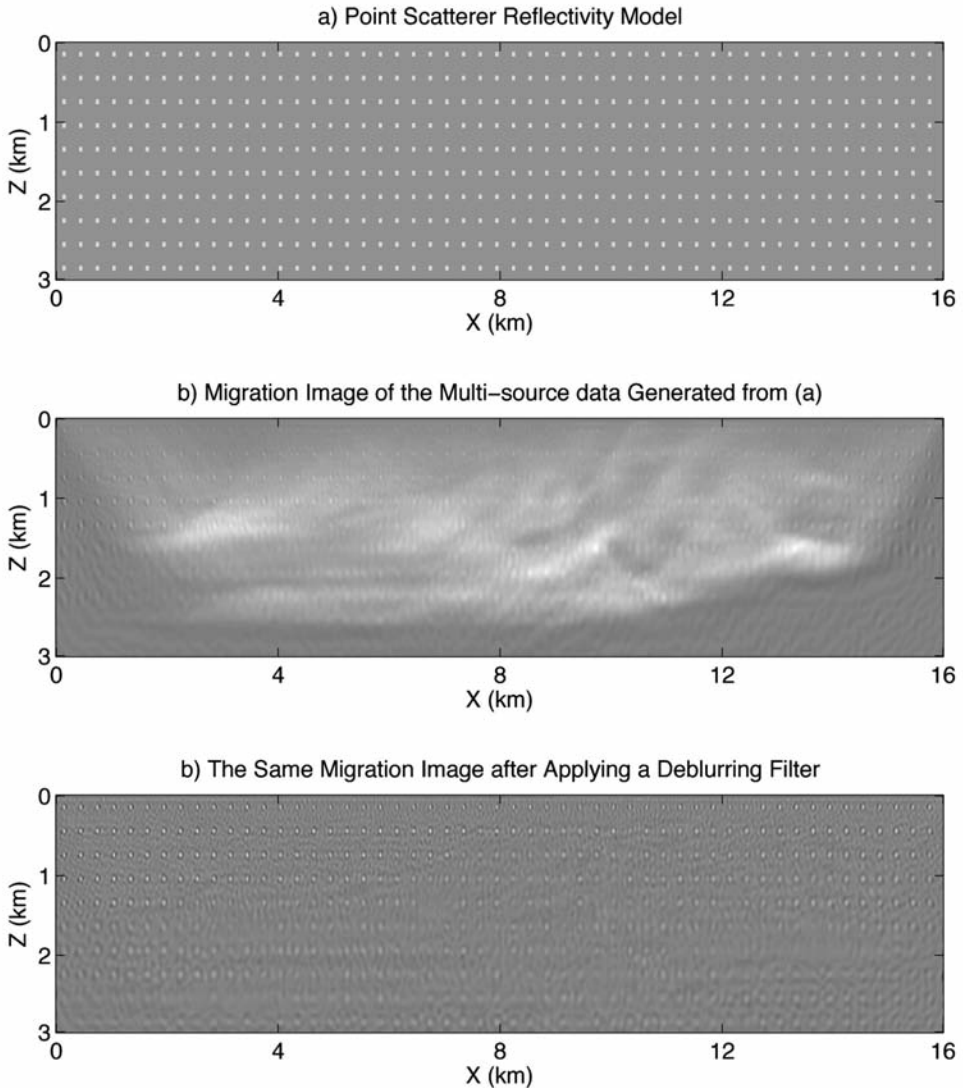 a) Point Scatterer Reflectivity Model
0
1
2
3
Z (km)
0 4 8 12 16
X (km)
b) Migration Image of the Multi−source data Generated from (a)
0
1
2
3
Z (km)
0 4 8 12 16
X (km)
b) The Same Migration Image after Applying a Deblurring Filter
0
1
2
3
Z (km)
0 4 8 12 16
X (km)